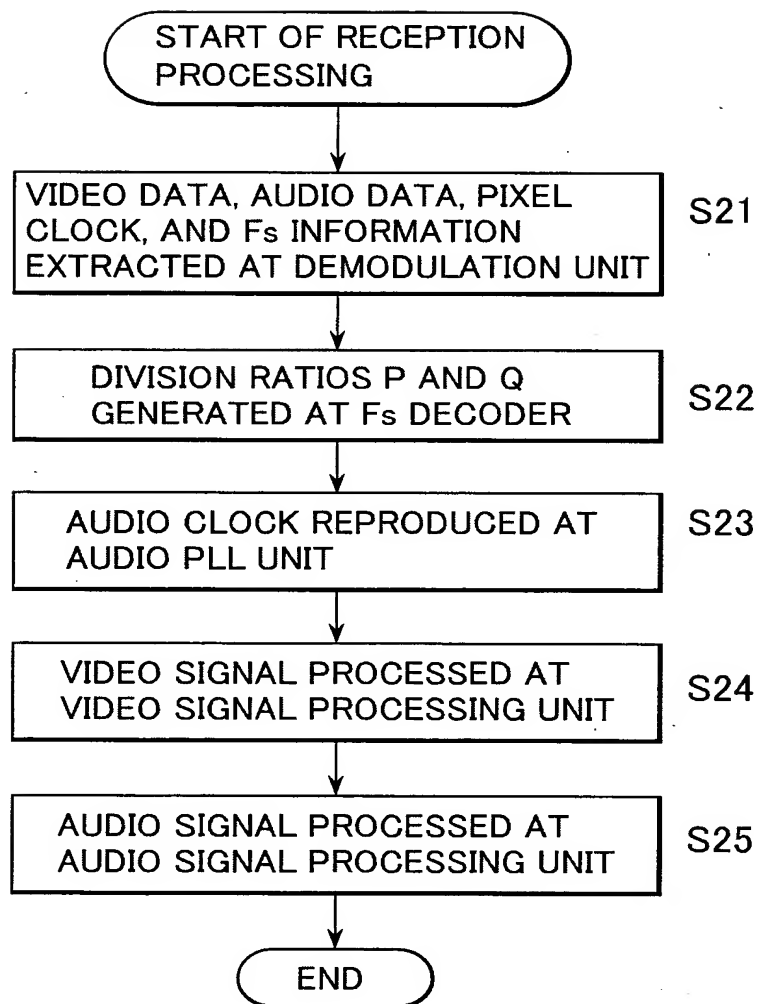 START OF RECEPTION
PROCESSING
VIDEO DATA, AUDIO DATA, PIXEL
CLOCK, AND Fs INFORMATION
EXTRACTED AT DEMODULATION UNIT
S21
DIVISION RATIOS P AND Q
GENERATED AT Fs DECODER
S22
AUDIO CLOCK REPRODUCED AT
AUDIO PLL UNIT
S23
VIDEO SIGNAL PROCESSED AT
VIDEO SIGNAL PROCESSING UNIT
S24
AUDIO SIGNAL PROCESSED AT
AUDIO SIGNAL PROCESSING UNIT
S25
END